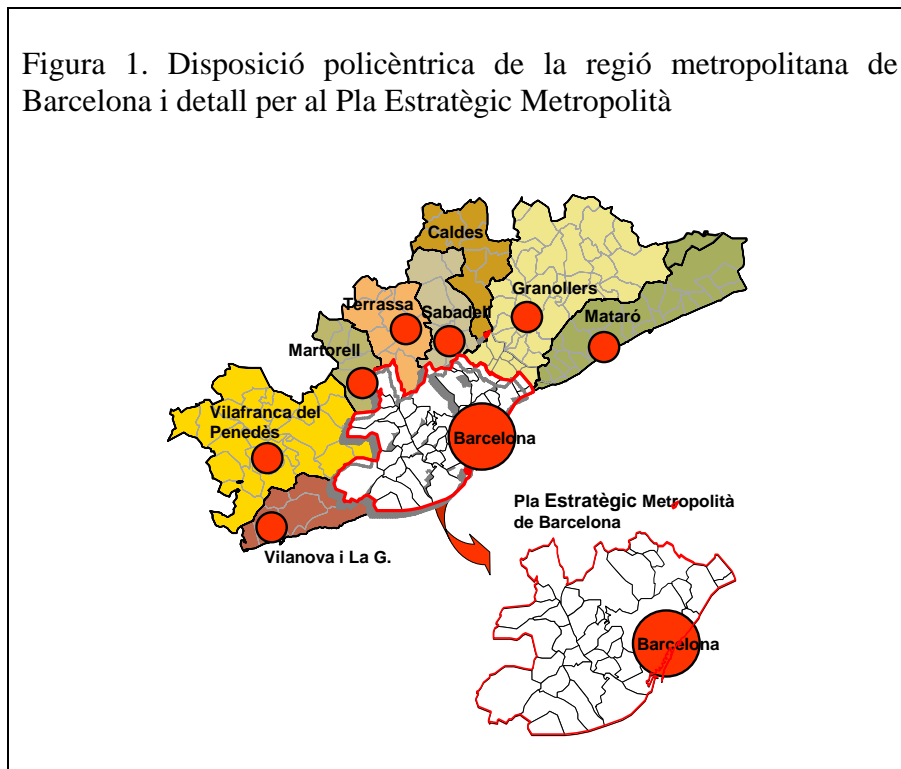 Figura 1. Disposició policèntrica de la regió metropolitana de
Barcelona i detall per al Pla Estratègic Metropolità
Caldes
Granollers
Terrassa
Sabadell
Mataró
Martorell
Vilafranca del
Penedès
Barcelona
Pla Estratègic Metropolità
de Barcelona
Vilanova i La G.
Barcelona